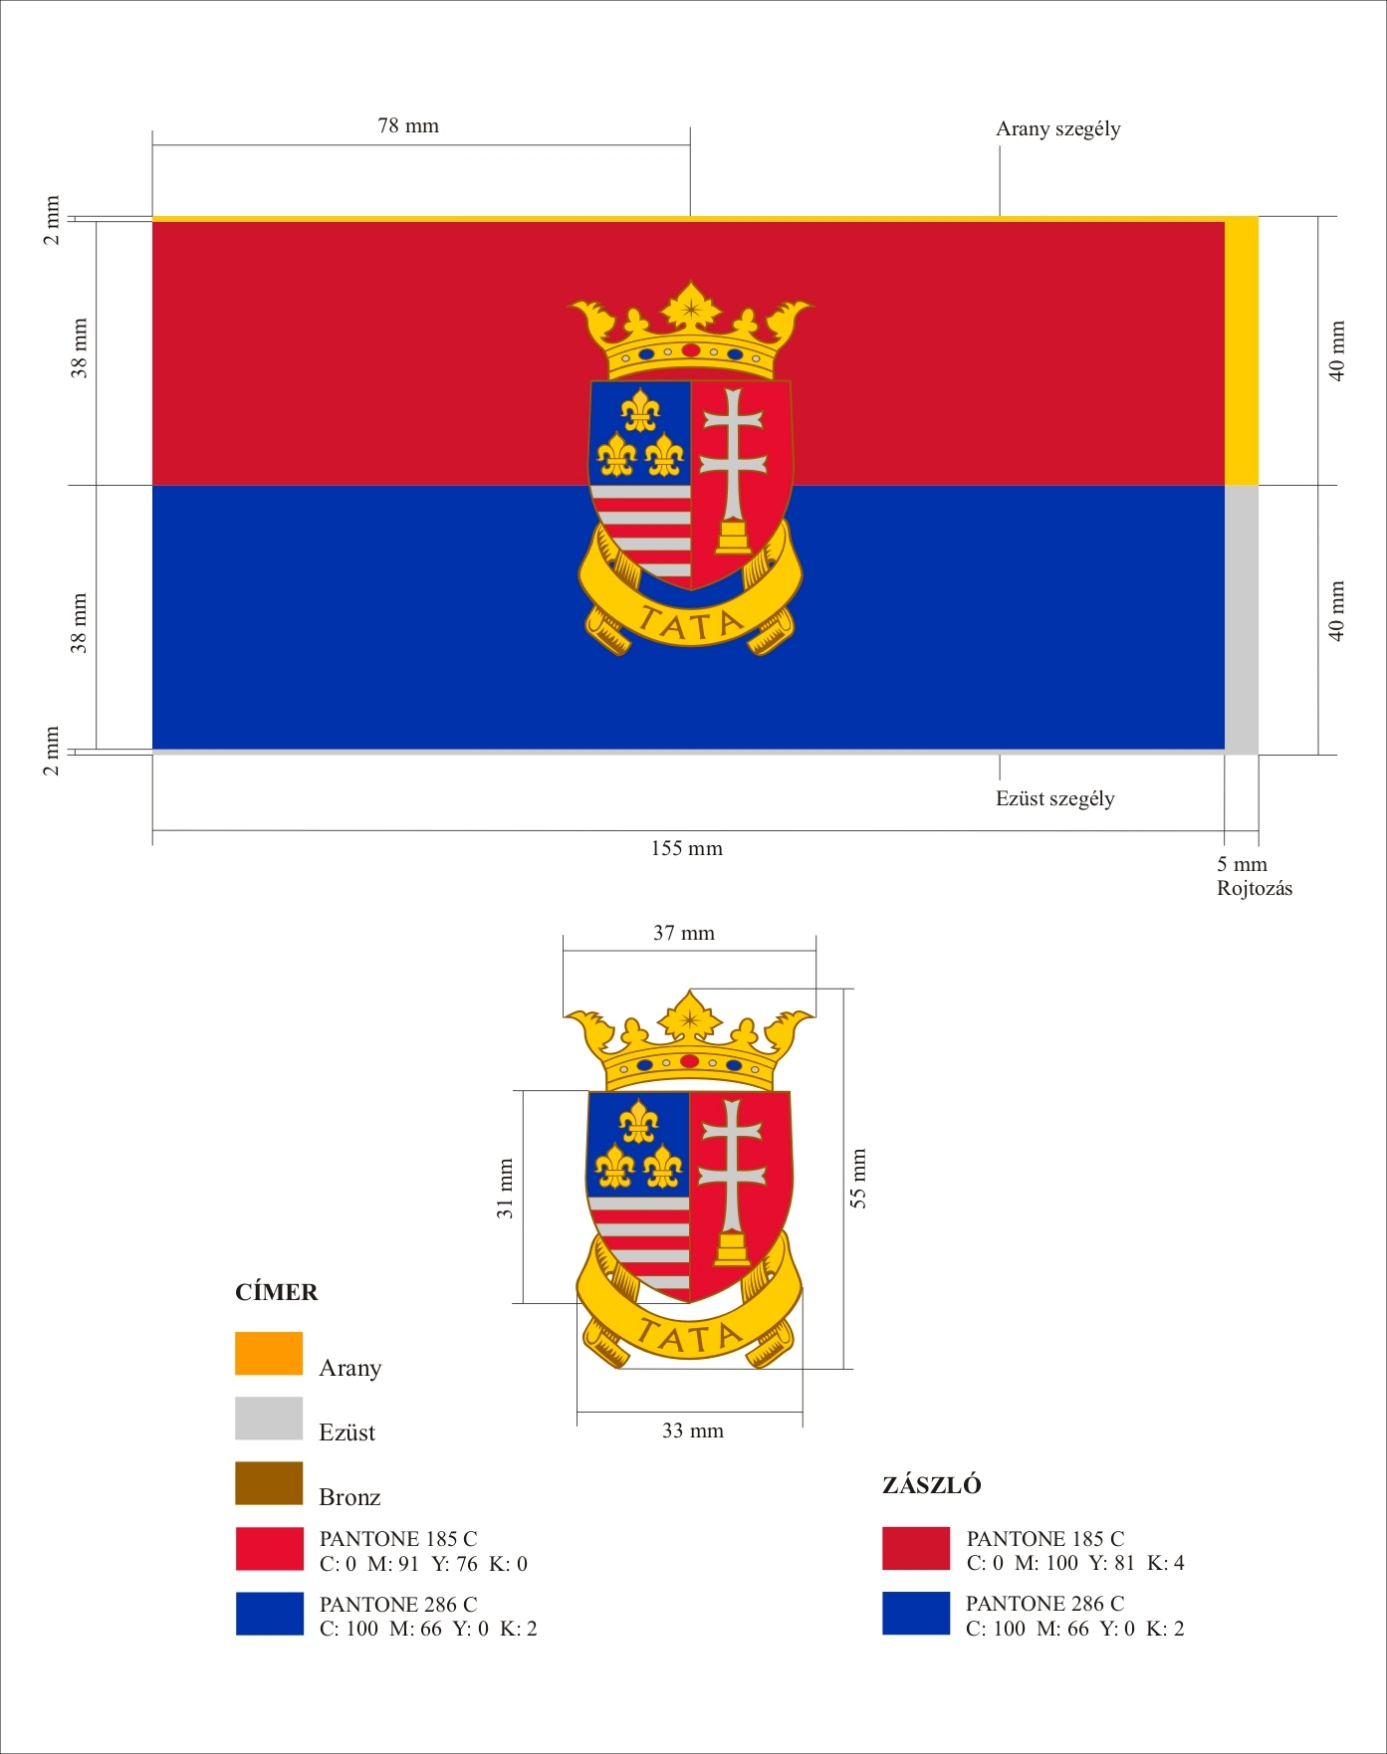 78 mm
Arany szegély
2 mm
38 mm
40 mm
TATA
38 mm
40 mm
2 mm
Ezüst szegély
155 mm
5 mm
Rojtozás
37 mm
31 mm
55 mm
TATA
33 mm
CÍMER
Arany
Ezüst
Bronz
PANTONE 185 C
C: 0 M: 91 Y: 76 K: 0
PANTONE 286 C
C: 100 M: 66 Y: 0 K: 2
ZÁSZLÓ
PANTONE 185 C
C: 0 M: 100 Y: 81 K: 4
PANTONE 286 C
C: 100 M: 66 Y: 0 K: 2